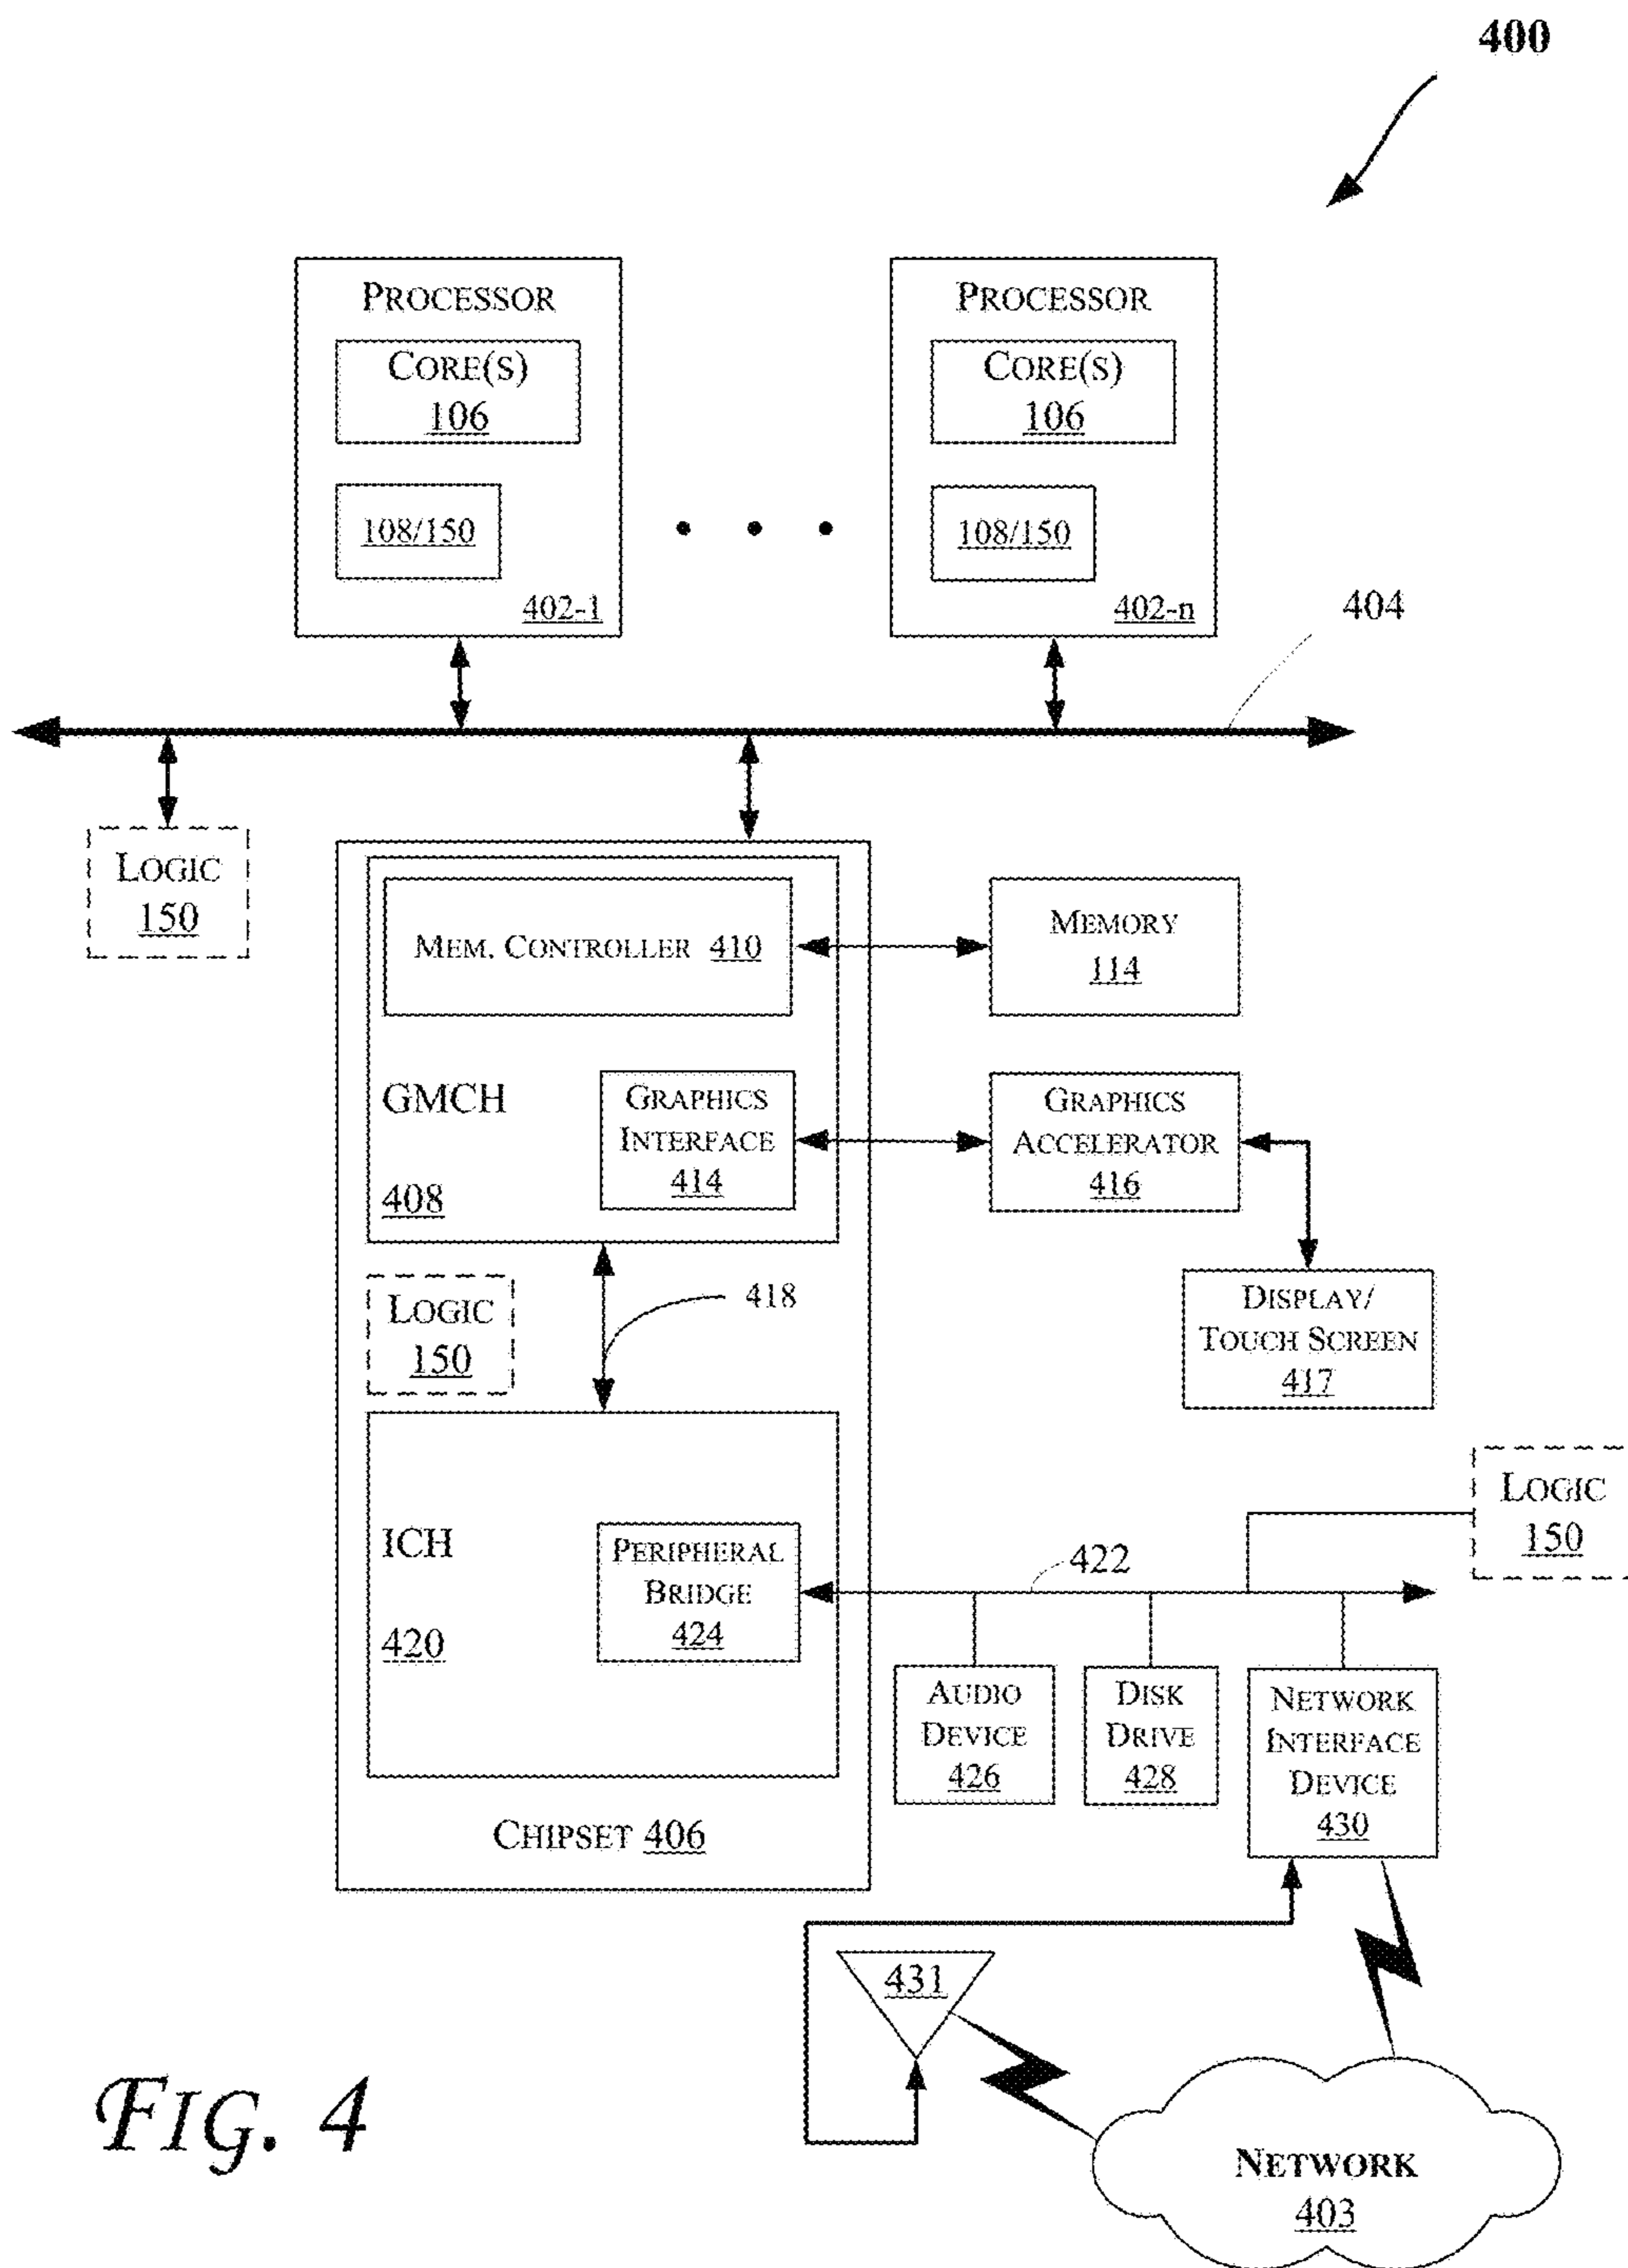 400
PROCESSOR
CORE(S)
106
108/150
402-1
PROCESSOR
CORE(S)
106
108/150
402-n
404
LOGIC
150
MEM. CONTROLLER 410
MEMORY
114
GMCH
408
GRAPHICS
INTERFACE
414
GRAPHICS
ACCELERATOR
416
LOGIC
150
418
DISPLAY/
TOUCH SCREEN
417
LOGIC
150
ICH
420
PERIPHERAL
BRIDGE
424
422
AUDIO
DEVICE
426
DISK
DRIVE
428
NETWORK
INTERFACE
DEVICE
430
CHIPSET 406
431
NETWORK
403
FIG. 4